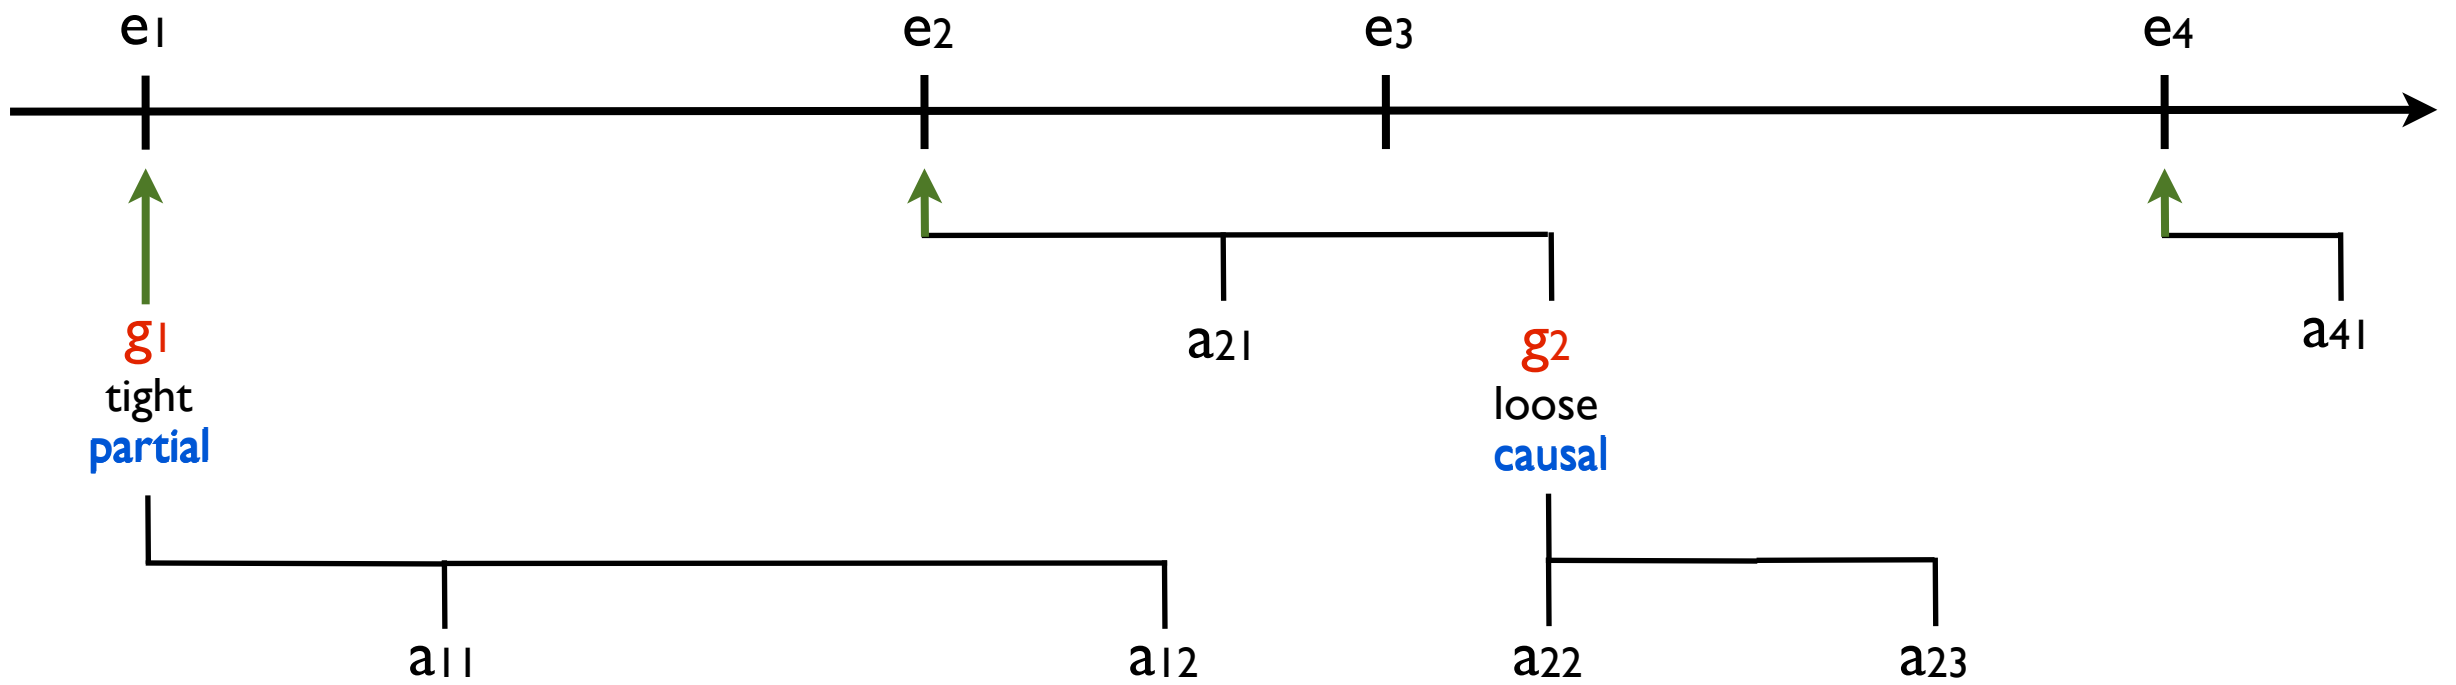 e1 e2 e3 e4
g1 a21 g2 a41
tight loose
partial causal
a11 a12 a22 a23